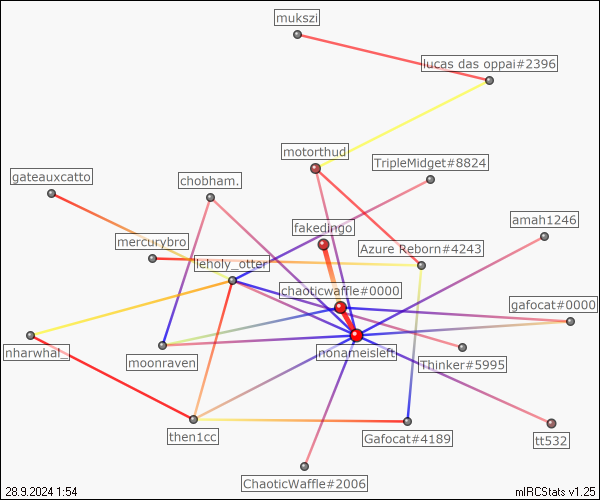 mukszi
lucas das oppai#2396
motorthud
TripleMidget#8824
gateauxcatto
chobham.
amah1246
fakedingo
mercurybro
Azure Reborn#4243
leholy_otter
chaoticwaffle#0000
gafocat#0000
nharwhal_
nonameisleft
moonraven
Thinker#5995
then1cc
Gafocat#4189
tt532
ChaoticWaffle#2006
28.9.2024 1:54
mIRCStats v1.25